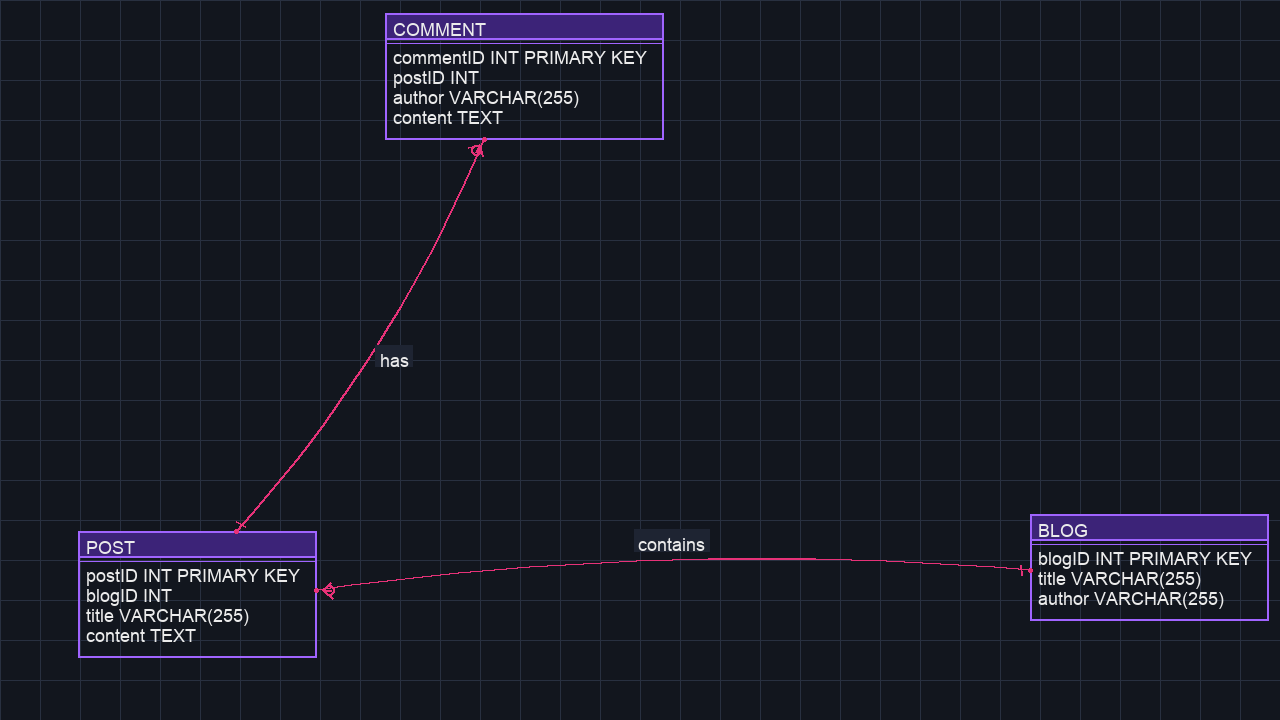 COMMENT
commentID INT PRIMARY KEY
postID INT
author VARCHAR(255)
content TEXT
has
POST
postID INT PRIMARY KEY
blogID INT
title VARCHAR(255)
content TEXT
contains
BLOG
blogID INT PRIMARY KEY
title VARCHAR(255)
author VARCHAR(255)